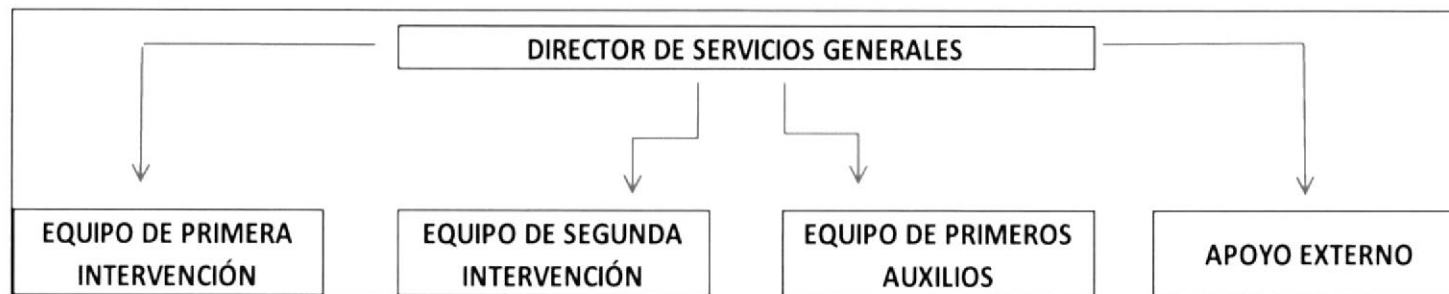 DIRECTOR DE SERVICIOS GENERALES
EQUIPO DE PRIMERA
INTERVENCIÓN
EQUIPO DE SEGUNDA
INTERVENCIÓN
EQUIPO DE PRIMEROS
AUXILIOS
APOYO EXTERNO